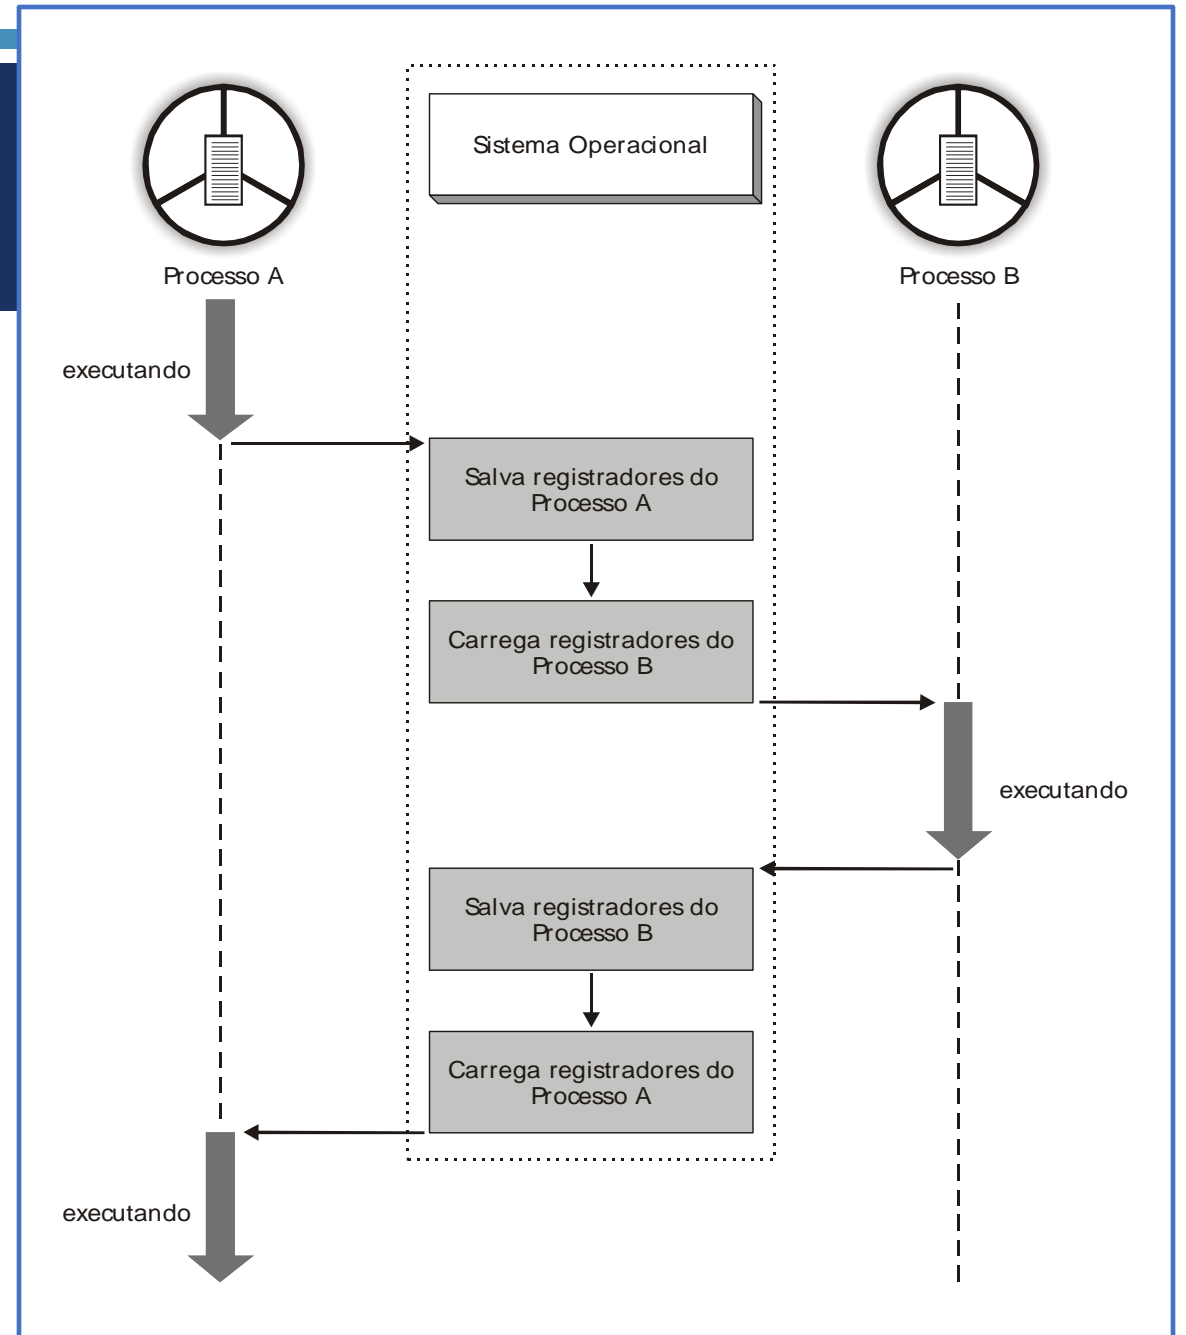 Sistema Operacional
Processo A
Processo B
executando
Salva registradores do
Processo A
Carrega registradores do
Processo B
executando
Salva registradores do
Processo B
Carrega registradores do
Processo A
executando